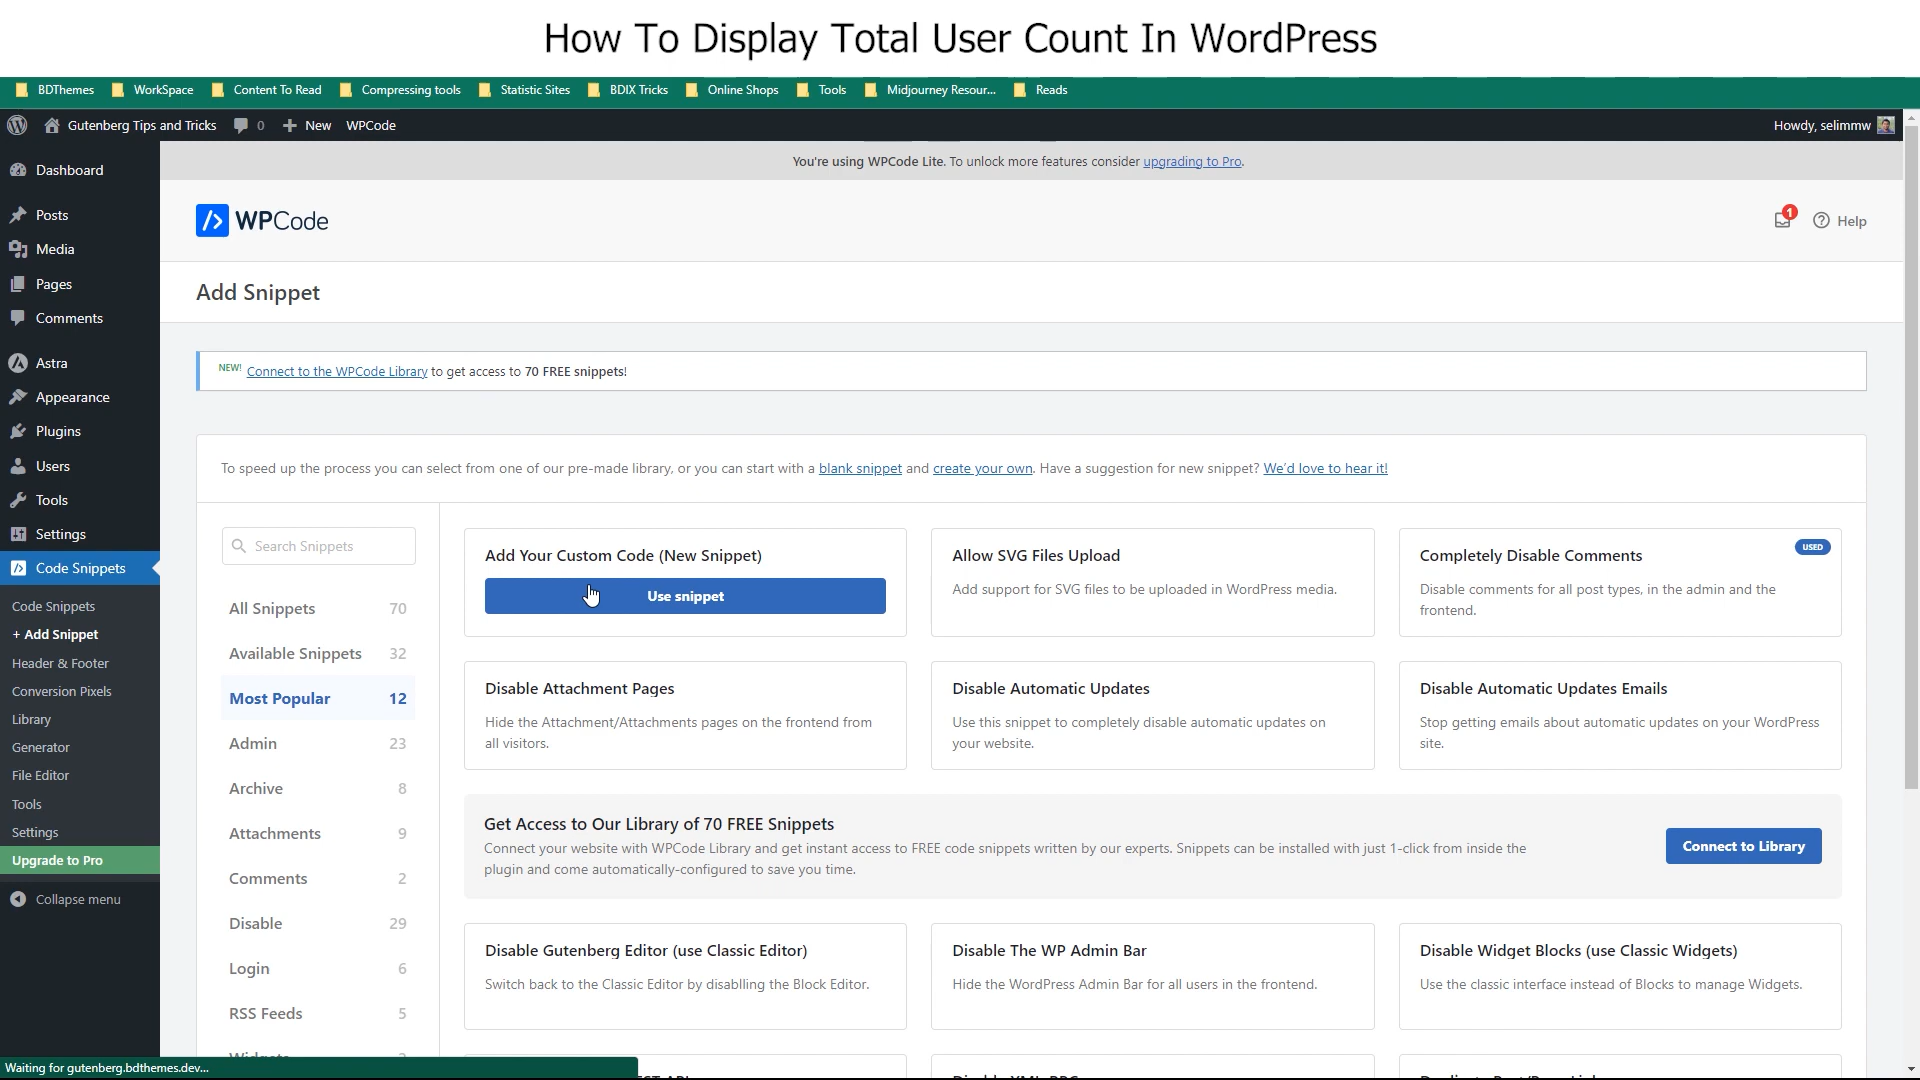 How To Display Total User Count In WordPress
BDThemes WorkSpace Content To Read Compressing tools Statistic Sites BDIX Tricks Online Shops Tools Midjourney Resour... Reads
Gutenberg Tips and Tricks 0 New WPCode Howdy, selimmw
You're using WPCode Lite. To unlock more features consider upgrading to Pro.
WPCode
1
Help
Add Snippet
NEW! Connect to the WPCode Library to get access to 70 FREE snippets!
To speed up the process you can select from one of our pre-made library, or you can start with a blank snippet and create your own. Have a suggestion for new snippet? We'd love to hear it!
Dashboard
Posts
Media
Pages
Comments
Astra
Appearance
Plugins
Users
Tools
Settings
Code Snippets
Code Snippets
+ Add Snippet
Header & Footer
Conversion Pixels
Library
Generator
File Editor
Tools
Settings
Upgrade to Pro
Collapse menu
Search Snippets
All Snippets 70
Available Snippets 32
Most Popular 12
Admin 23
Archive 8
Attachments 9
Comments 2
Disable 29
Login 6
RSS Feeds 5
Add Your Custom Code (New Snippet)
Use snippet
Allow SVG Files Upload
Add support for SVG files to be uploaded in WordPress media.
Completely Disable Comments
USED
Disable comments for all post types, in the admin and the
frontend.
Disable Attachment Pages
Hide the Attachment/Attachments pages on the frontend from
all visitors.
Disable Automatic Updates
Use this snippet to completely disable automatic updates on
your website.
Disable Automatic Updates Emails
Stop getting emails about automatic updates on your WordPress
site.
Get Access to Our Library of 70 FREE Snippets
Connect your website with WPCode Library and get instant access to FREE code snippets written by our experts. Snippets can be installed with just 1-click from inside the
plugin and come automatically-configured to save you time.
Connect to Library
Disable Gutenberg Editor (use Classic Editor)
Switch back to the Classic Editor by disablling the Block Editor.
Disable The WP Admin Bar
Hide the WordPress Admin Bar for all users in the frontend.
Disable Widget Blocks (use Classic Widgets)
Use the classic interface instead of Blocks to manage Widgets.
Waiting for gutenberg.bdthemes.dev...